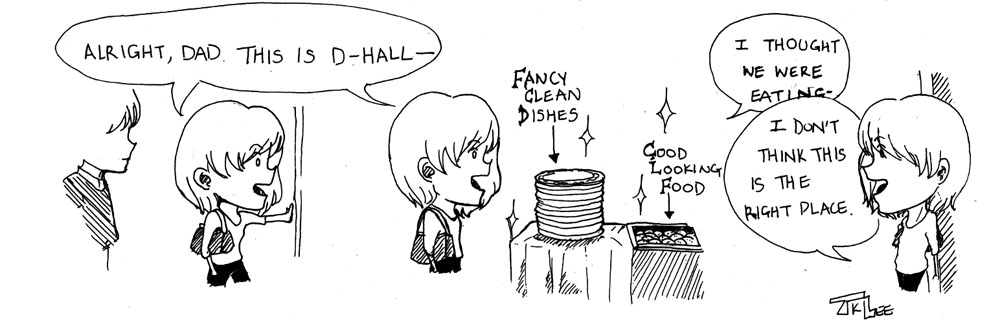 ALRIGHT, DAD. THIS IS D-HALL—
FANCY
CLEAN
DISHES
GOOD
LOOKING
FOOD
I THOUGHT
WE WERE
EATING-
I DON'T
THINK THIS
IS THE
RIGHT PLACE.